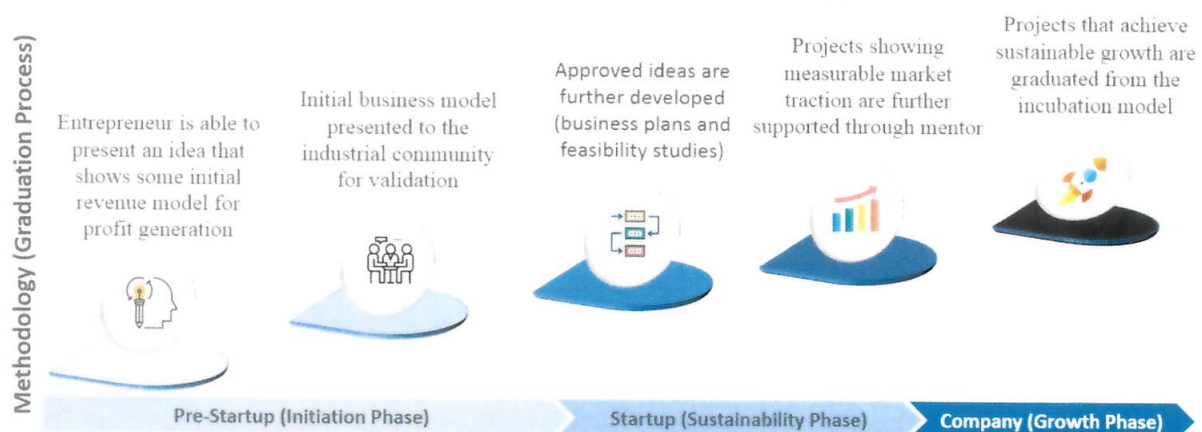 Methodology (Graduation Process)
Entrepreneur is able to
present an idea that
shows some initial
revenue model for
profit generation
Initial business model
presented to the
industrial community
for validation
Approved ideas are
further developed
(business plans and
feasibility studies)
Projects showing
measurable market
traction are further
supported through mentor
Projects that achieve
sustainable growth are
graduated from the
incubation model
Pre-Startup (Initiation Phase)
Startup (Sustainability Phase)
Company (Growth Phase)